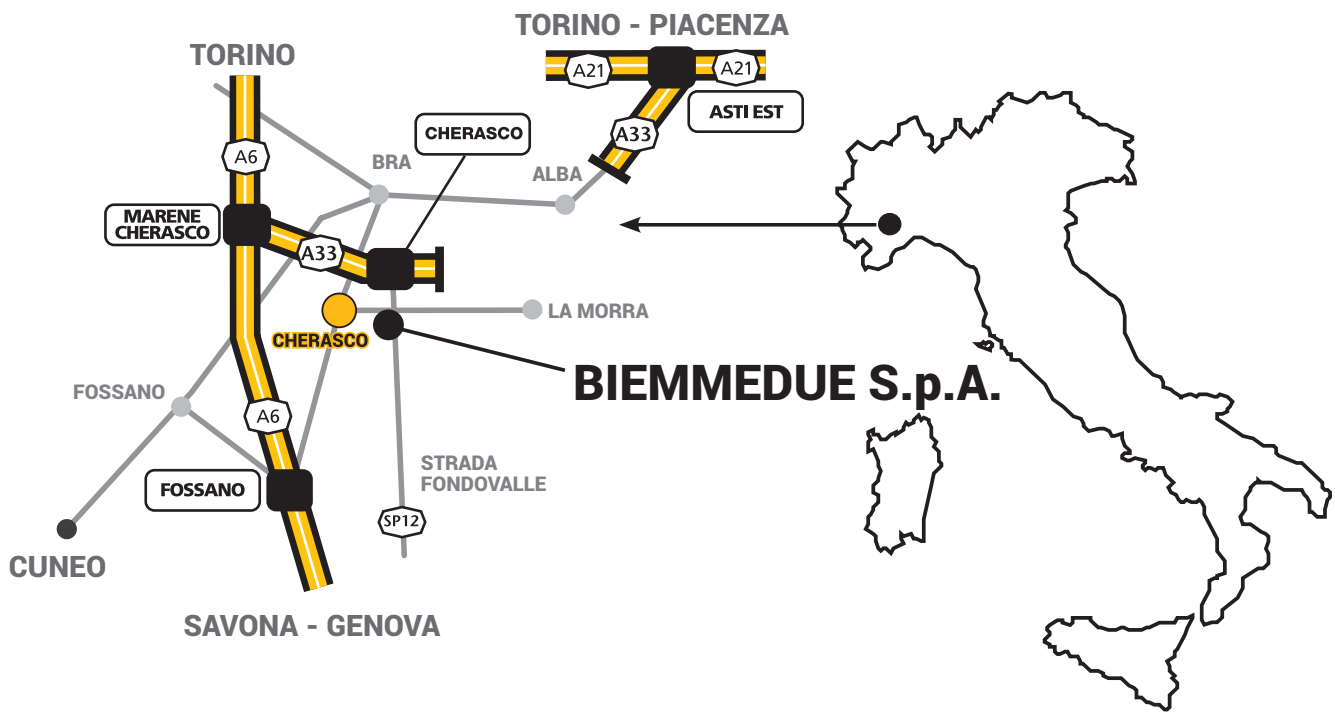 TORINO - PIACENZA
TORINO
A21
A21
ASTI EST
CHERASCO
A33
A6
BRA
ALBA
MARENE
CHERASCO
A33
LA MORRA
CHERASCO
BIEMMEDUE S.p.A.
FOSSANO
A6
STRADA
FONDOVALLE
FOSSANO
SP12
CUNEO
SAVONA - GENOVA